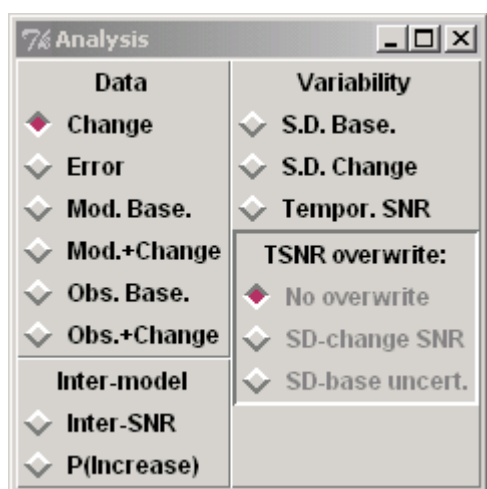 Analysis
Data
Change
Error
Mod. Base.
Mod.+Change
Obs. Base.
Obs.+Change
Inter-model
Inter-SNR
P(Increase)
Variability
S.D. Base.
S.D. Change
Tempor. SNR
TSNR overwrite:
No overwrite
SD-change SNR
SD-base uncert.